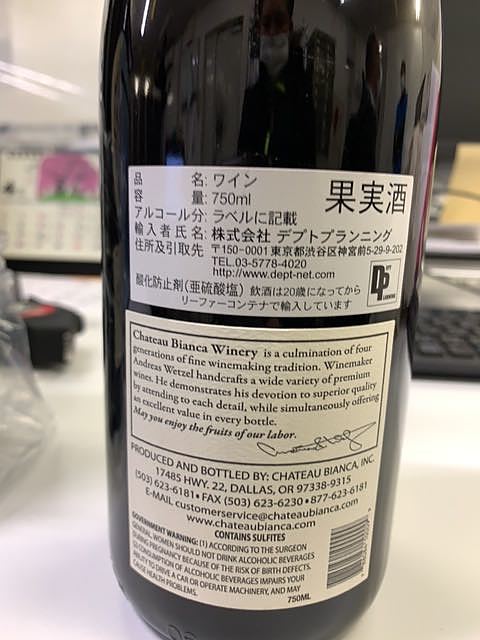 品名: ワイン
果実酒
容量: 750ml
アルコール分: ラベルに記載
輸入者氏名: 株式会社 デプトプランニング
住所及引取先 〒150-0001 東京都渋谷区神宮前5-29-9-202
TEL.03-5778-4020
http://www.dept-net.com
酸化防止剤(亜硫酸塩) 飲酒は20歳になってから
リーファーコンテナで輸入しています
DP
Chateau Bianca Winery is a culmination of four
generations of fine winemaking tradition. Winemaker
Andreas Wetzel handcrafts a wide variety of premium
wines. He demonstrates his devotion to superior quality
by attending to each detail, while simultaneously offering
an excellent value in every bottle.
May you enjoy the fruits of our labor.
PRODUCED AND BOTTLED BY: CHATEAU BIANCA, INC.
17485 HWY. 22, DALLAS, OR 97338-9315
(503) 623-6181 • FAX (503) 623-6230 • 877-623-6181
E-MAIL customerservice@chateaubianca.com
www.chateaubianca.com
CONTAINS SULFITES
GOVERNMENT WARNING: (1) ACCORDING TO THE SURGEON
GENERAL, WOMEN SHOULD NOT DRINK ALCOHOLIC BEVERAGES
DURING PREGNANCY BECAUSE OF THE RISK OF BIRTH DEFECTS.
(2) CONSUMPTION OF ALCOHOLIC BEVERAGES IMPAIRS YOUR
ABILITY TO DRIVE A CAR OR OPERATE MACHINERY, AND MAY
CAUSE HEALTH PROBLEMS.
750ML